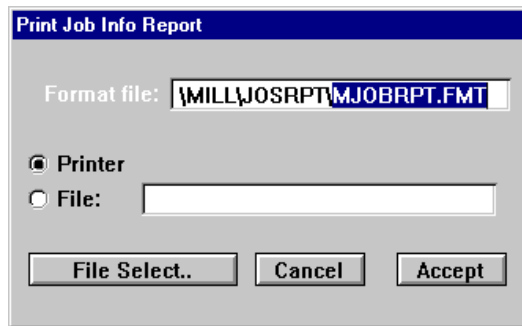 Print Job Info Report
Format file: \MILL\JOSRPT\MJOBRPT.FMT
Printer
File:
File Select.. Cancel Accept